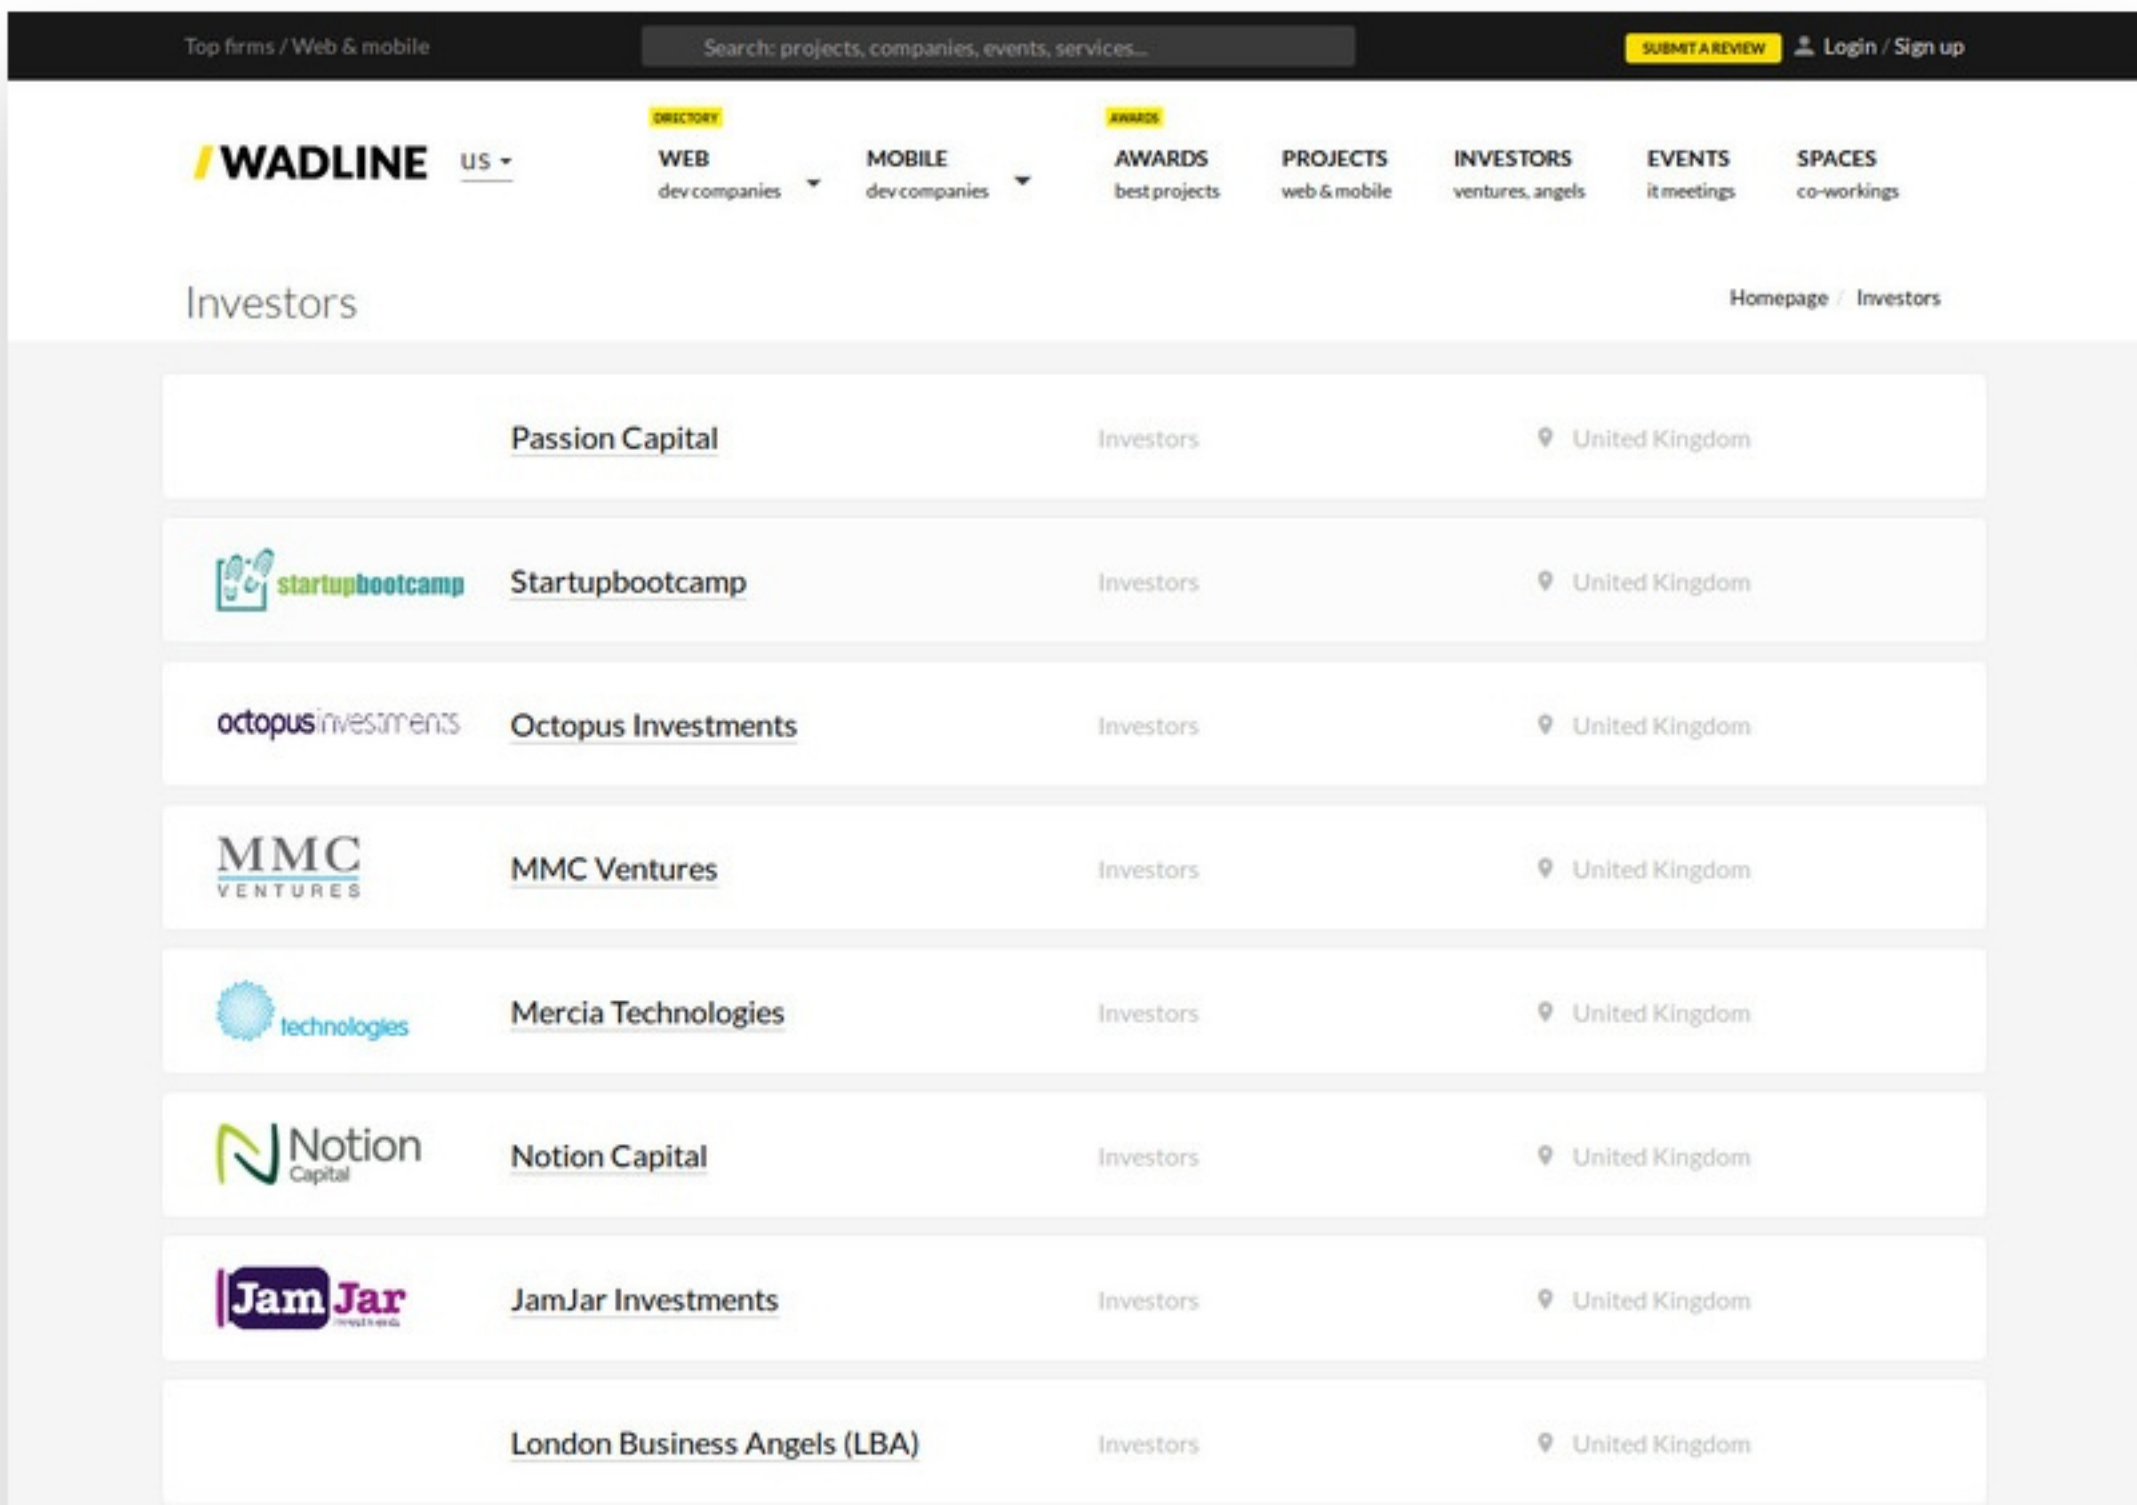 Top firms / Web & mobile
Search: projects, companies, events, services...
SUBMIT A REVIEW
Login / Sign up
DIRECTORY
AWARDS
/WADLINE
US
WEB
dev companies
MOBILE
dev companies
AWARDS
best projects
PROJECTS
web & mobile
INVESTORS
ventures, angels
EVENTS
it meetings
SPACES
co-workings
Investors
Homepage / Investors
Passion Capital
Investors
United Kingdom
startupbootcamp
Startupbootcamp
Investors
United Kingdom
octopusinvestments
Octopus Investments
Investors
United Kingdom
MMC
VENTURES
MMC Ventures
Investors
United Kingdom
technologies
Mercia Technologies
Investors
United Kingdom
Notion
Capital
Notion Capital
Investors
United Kingdom
JamJar
investments
JamJar Investments
Investors
United Kingdom
London Business Angels (LBA)
Investors
United Kingdom